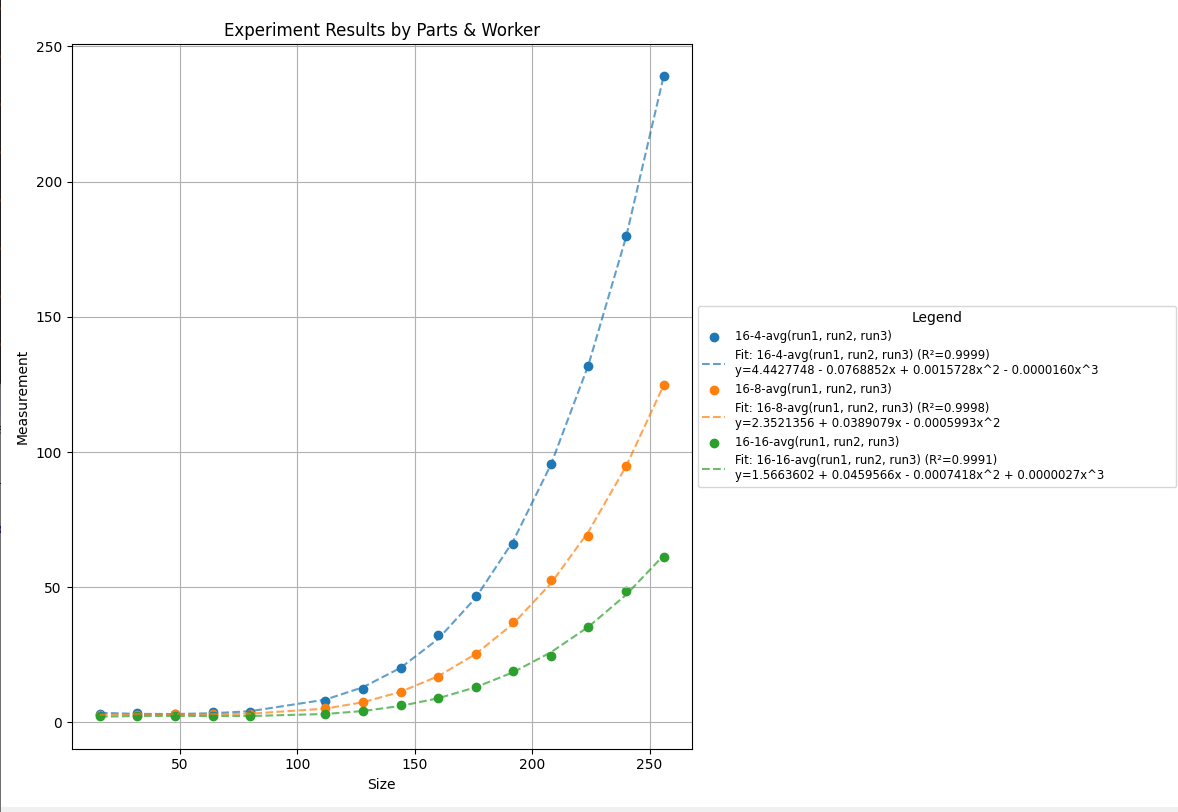 Experiment Results by Parts & Worker
250
200
150
100
50
0
Measurement
50
100
150
200
250
Size
Legend
16-4-avg(run1, run2, run3)
Fit: 16-4-avg(run1, run2, run3) (R²=0.9999)
y=4.4427748 - 0.0768852x + 0.0015728x^2 - 0.0000160x^3
16-8-avg(run1, run2, run3)
Fit: 16-8-avg(run1, run2, run3) (R²=0.9998)
y=2.3521356 + 0.0389079x - 0.0005993x^2
16-16-avg(run1, run2, run3)
Fit: 16-16-avg(run1, run2, run3) (R²=0.9991)
y=1.5663602 + 0.0459566x - 0.0007418x^2 + 0.0000027x^3